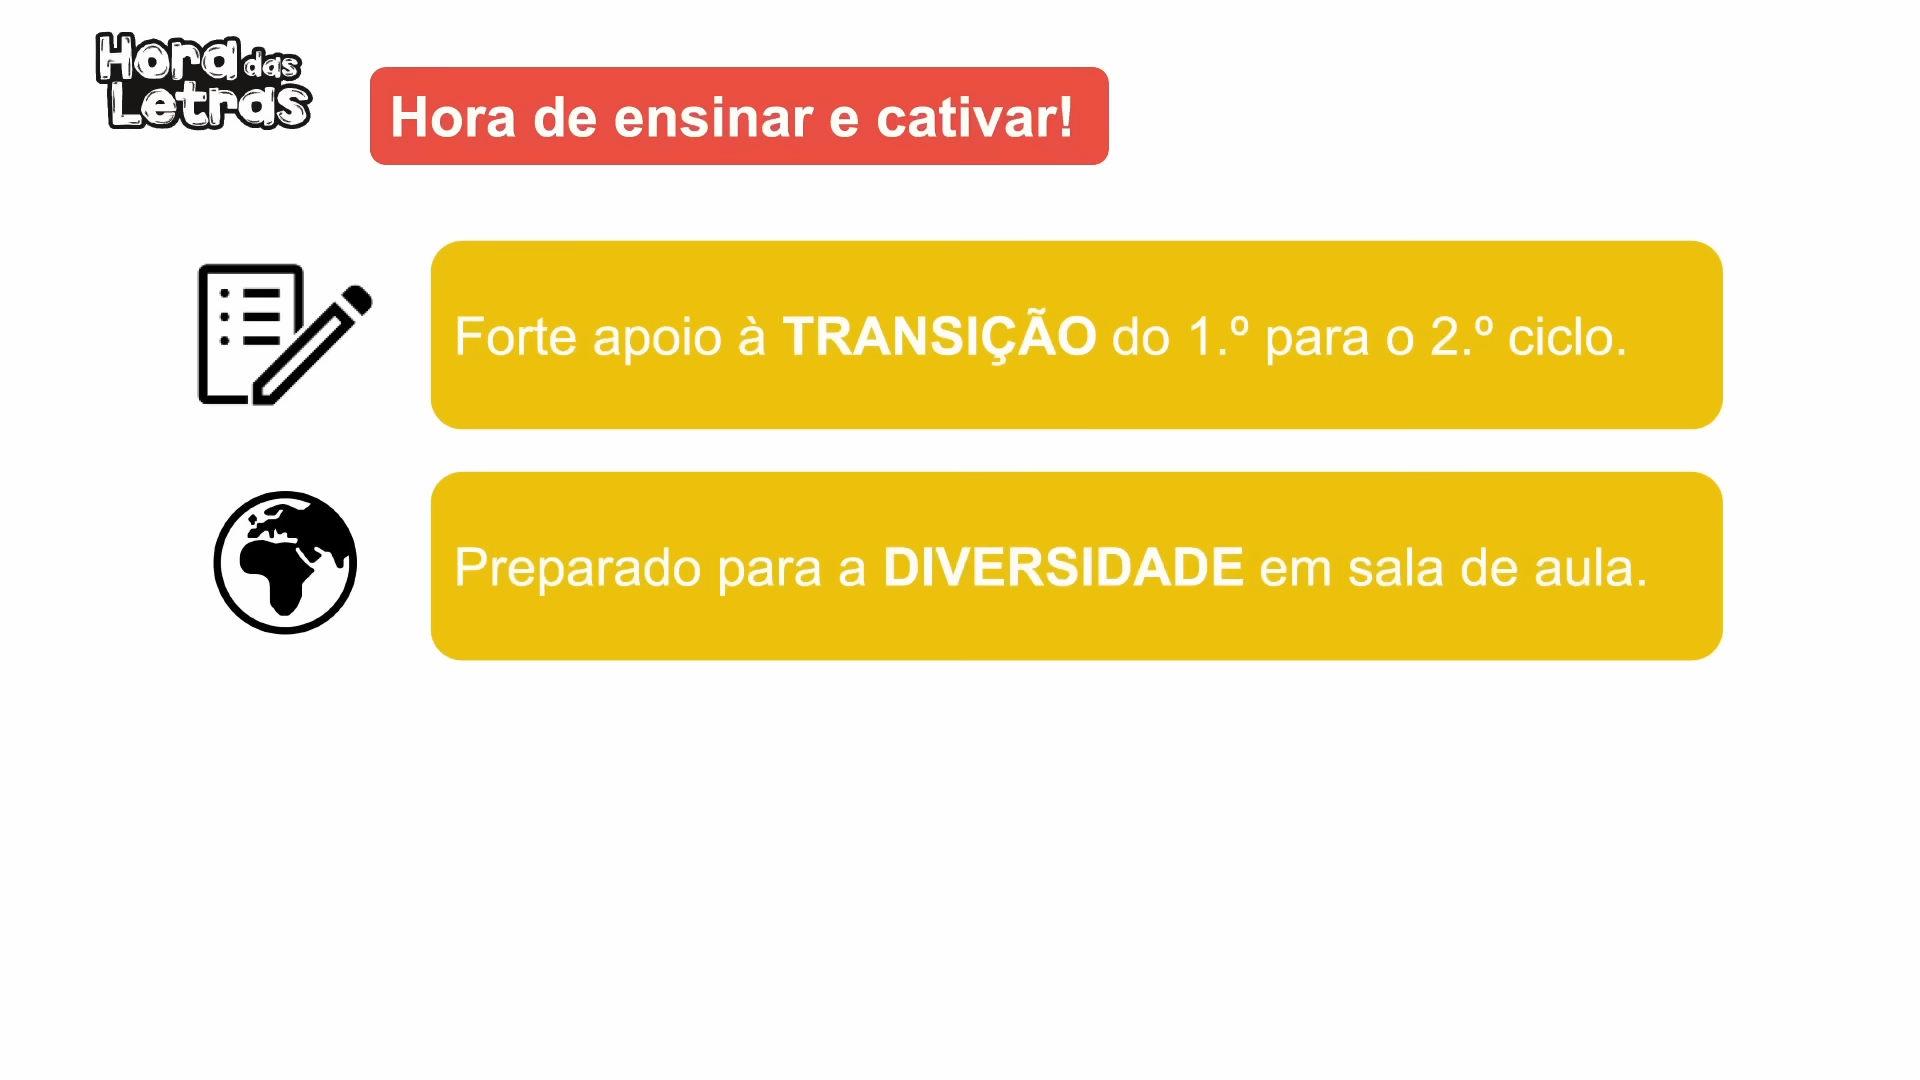 Hora das
Letras
Hora de ensinar e cativar!
Forte apoio à TRANSIÇÃO do 1.º para o 2.º ciclo.
Preparado para a DIVERSIDADE em sala de aula.